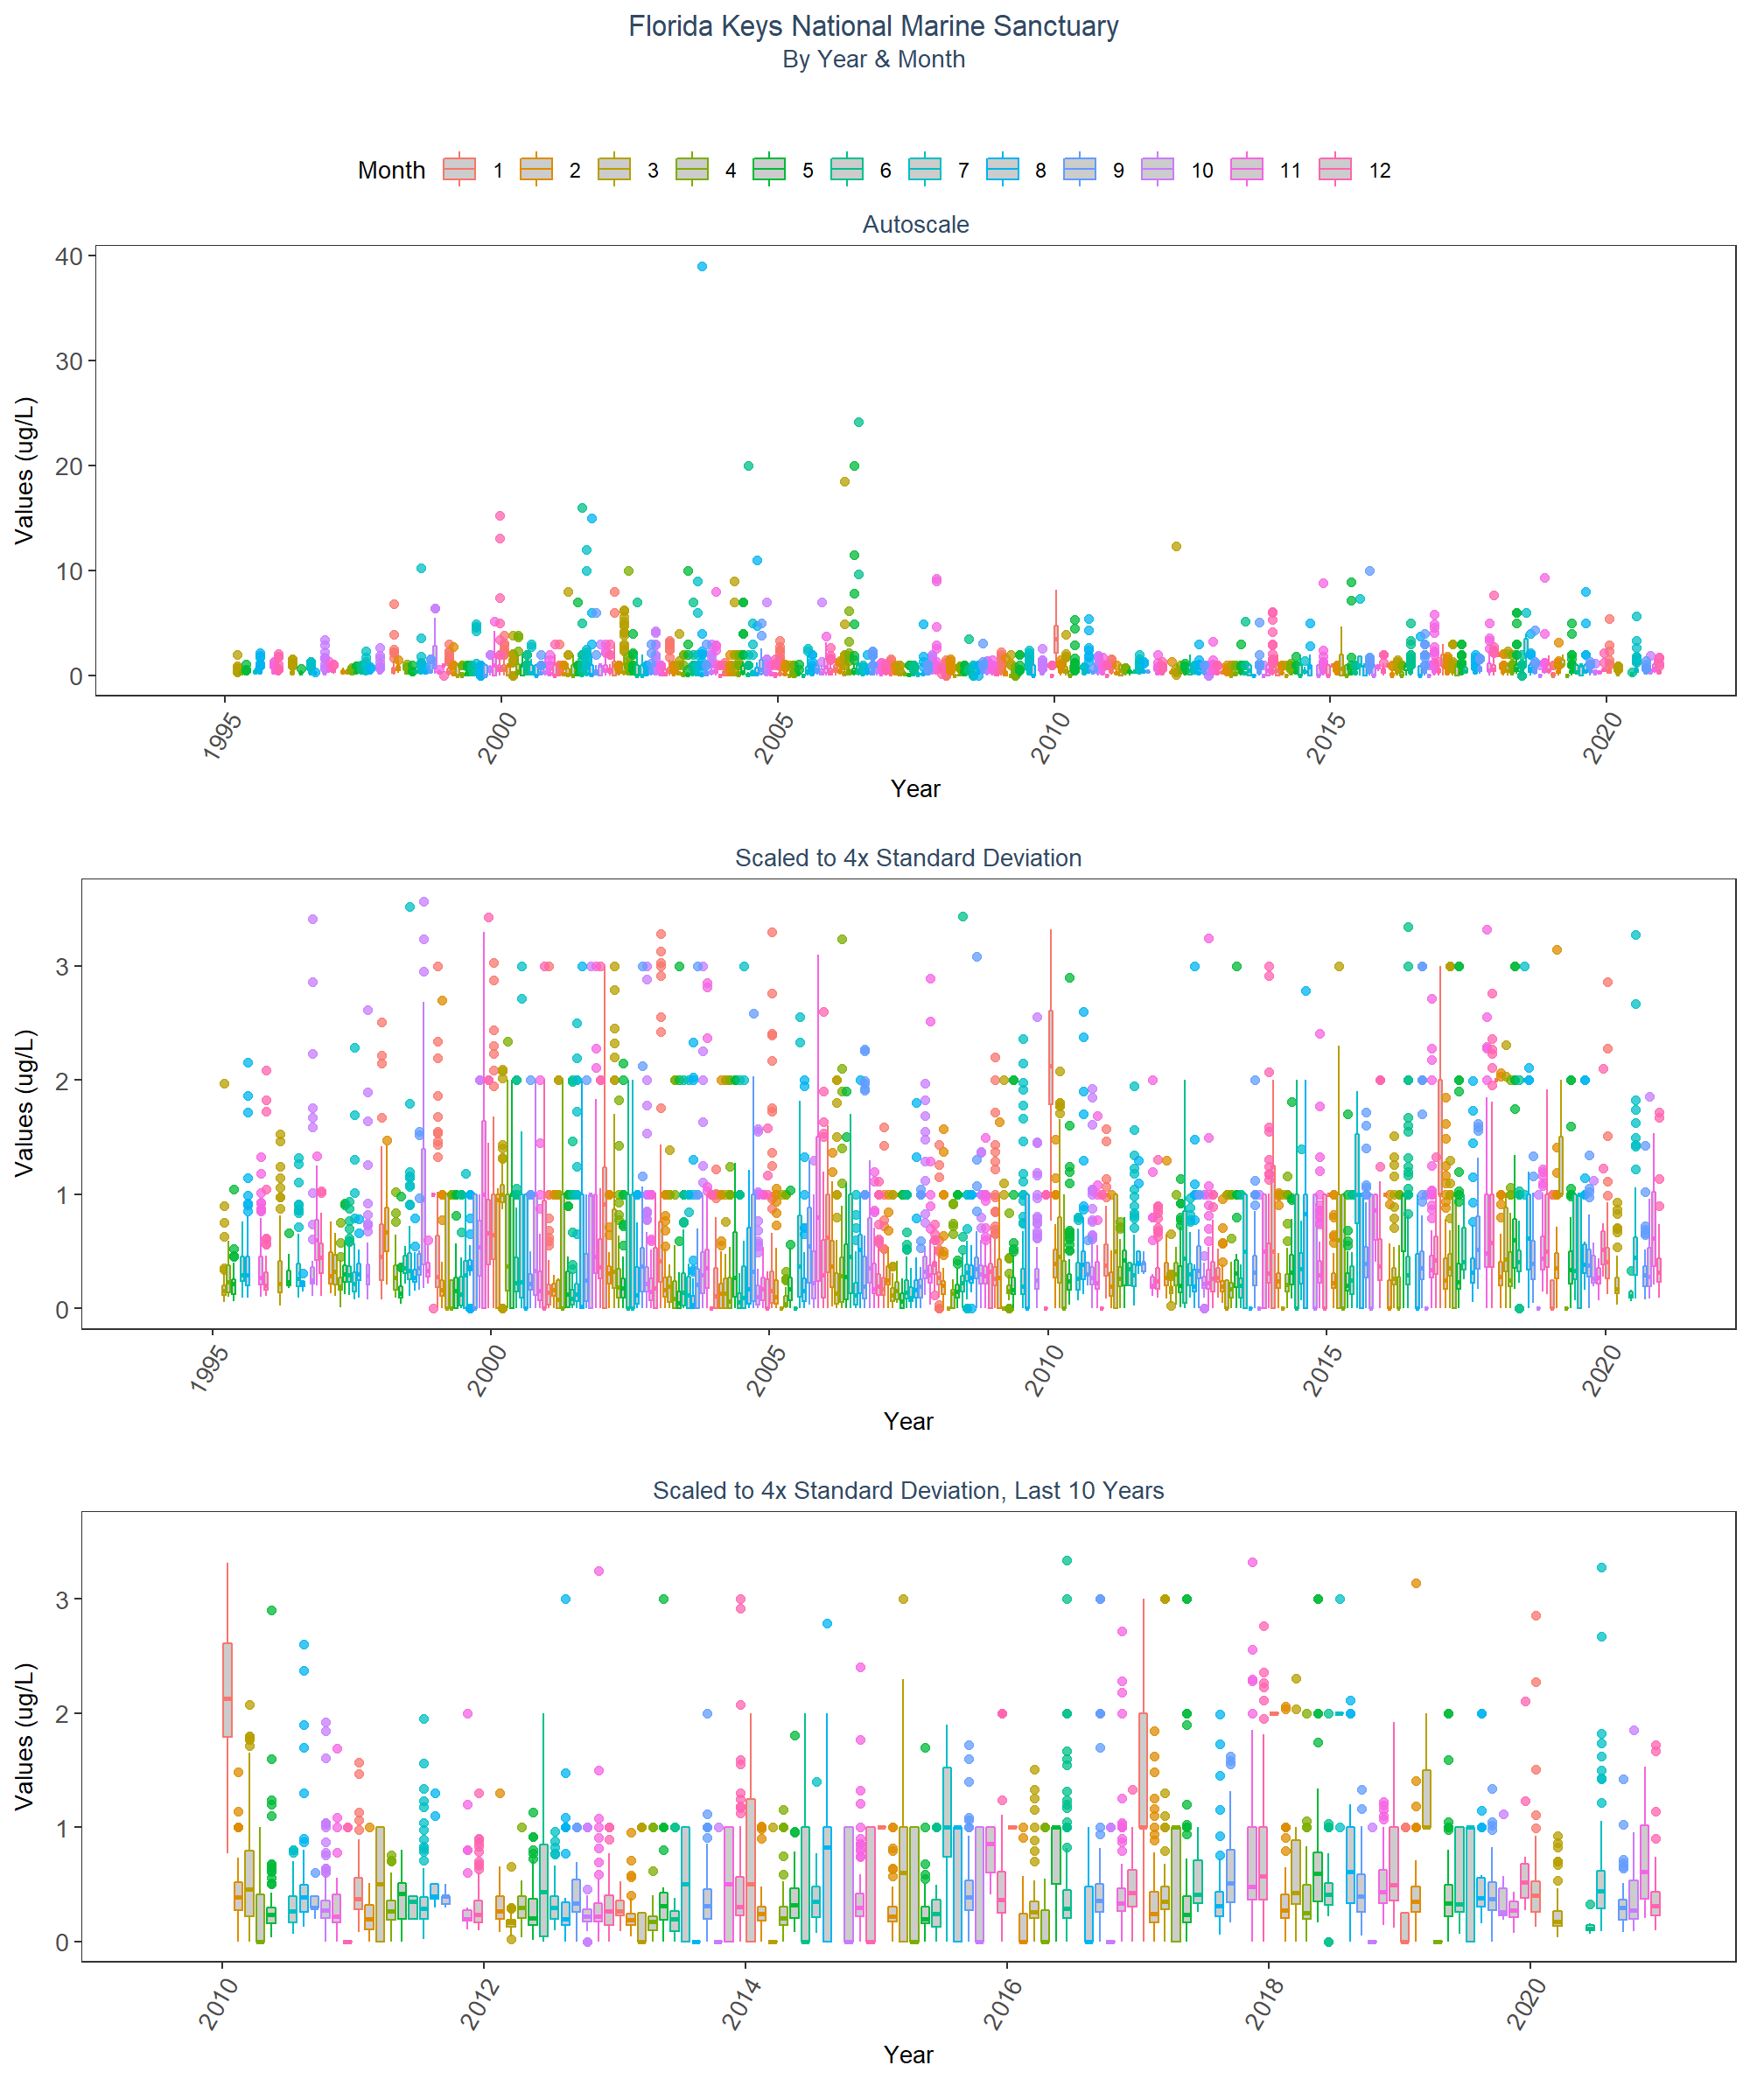 Florida Keys National Marine Sanctuary
By Year & Month
Month 1 2 3 4 5 6 7 8 9 10 11 12
Autoscale
40
30
20
10
0
Values (ug/L)
1995 2000 2005 2010 2015 2020
Year
Scaled to 4x Standard Deviation
3
2
1
0
Values (ug/L)
1995 2000 2005 2010 2015 2020
Year
Scaled to 4x Standard Deviation, Last 10 Years
3
2
1
0
Values (ug/L)
2010 2012 2014 2016 2018 2020
Year